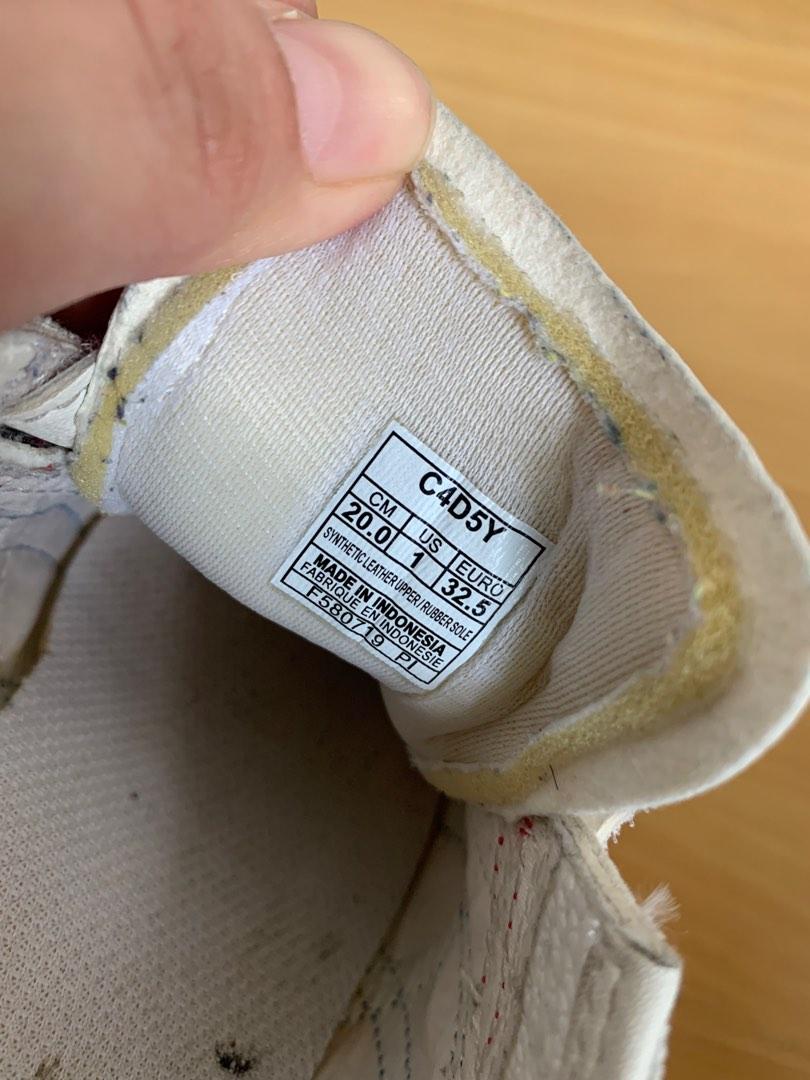 C4D5Y
CM US EURO
20.0 1 32.5
SYNTHETIC LEATHER UPPER / RUBBER SOLE
MADE IN INDONESIA
FABRIQUE EN INDONESIE
F580719 PI